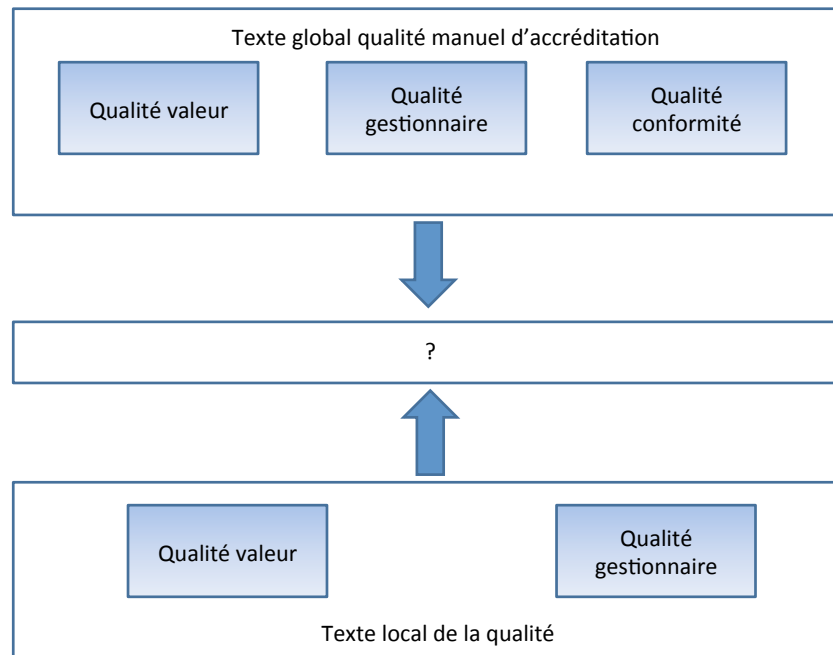 Texte global qualité manuel d’accréditation
Qualité valeur
Qualité
gestionnaire
Qualité
conformité
?
Qualité valeur
Qualité
gestionnaire
Texte local de la qualité